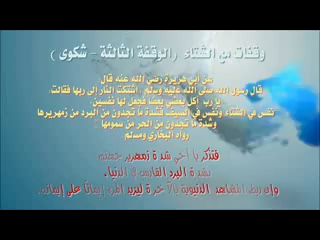 وقفات مع الشتاء (الوقفة الثالثة - شكوى)
عن أبي هريرة رضي الله عنه قال
قال رسول الله صلى الله عليه وسلم : اشتكت النار إلى ربها فقالت
يا رب أكل بعضي بعضا فجعل لها نفسين
نفس في الشتاء ونفس في الصيف فشدة ما تجدون من البرد من زمهريرها
وشدة ما تجدون من الحر من سمومها
رواه البخاري ومسلم
فتذكر يا أخي شدة زمهرير جهنم
بشدة البرد القارس في الدنيا.
وإن ربط المشاهد الدنيوية بالآخرة ليزيد المرء إيماناً على إيمانه